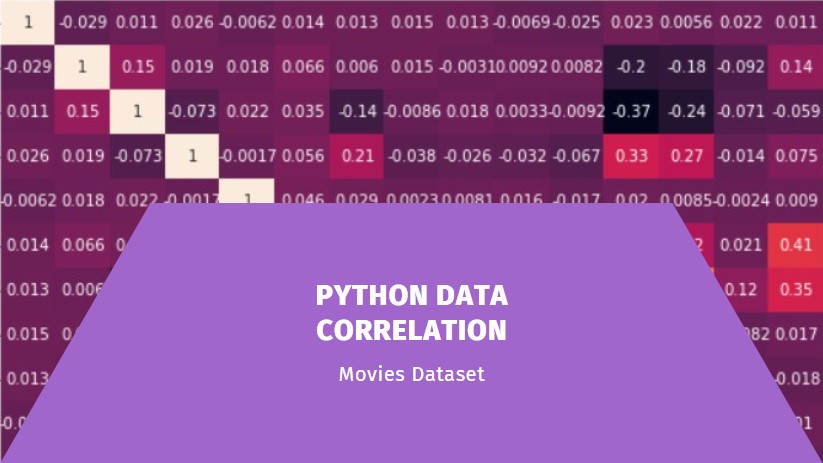 1 -0.029 0.011 0.026 -0.0062 0.014 0.013 0.015 0.013 -0.0069 -0.025 0.023 0.0056 0.022 0.011
-0.029 1 0.15 0.019 0.018 0.066 0.006 0.015 -0.0031 0.0092 0.0082 -0.2 -0.18 -0.092 0.14
0.011 0.15 1 -0.073 0.022 0.035 -0.14 -0.0086 0.018 0.0033 -0.0092 -0.37 -0.24 -0.071 -0.059
0.026 0.019 -0.073 1 -0.0017 0.056 0.21 -0.038 -0.026 -0.032 -0.067 0.33 0.27 -0.014 0.075
-0.0062 0.018 0.022 -0.0017 1 0.046 0.029 0.0023 0.0081 0.016 -0.017 0.02 0.0085 -0.0024 0.009
0.014 0.066 0.021 0.41
0.013 0.12 0.35
0.015 0.017
0.013 -0.018
PYTHON DATA
CORRELATION
Movies Dataset